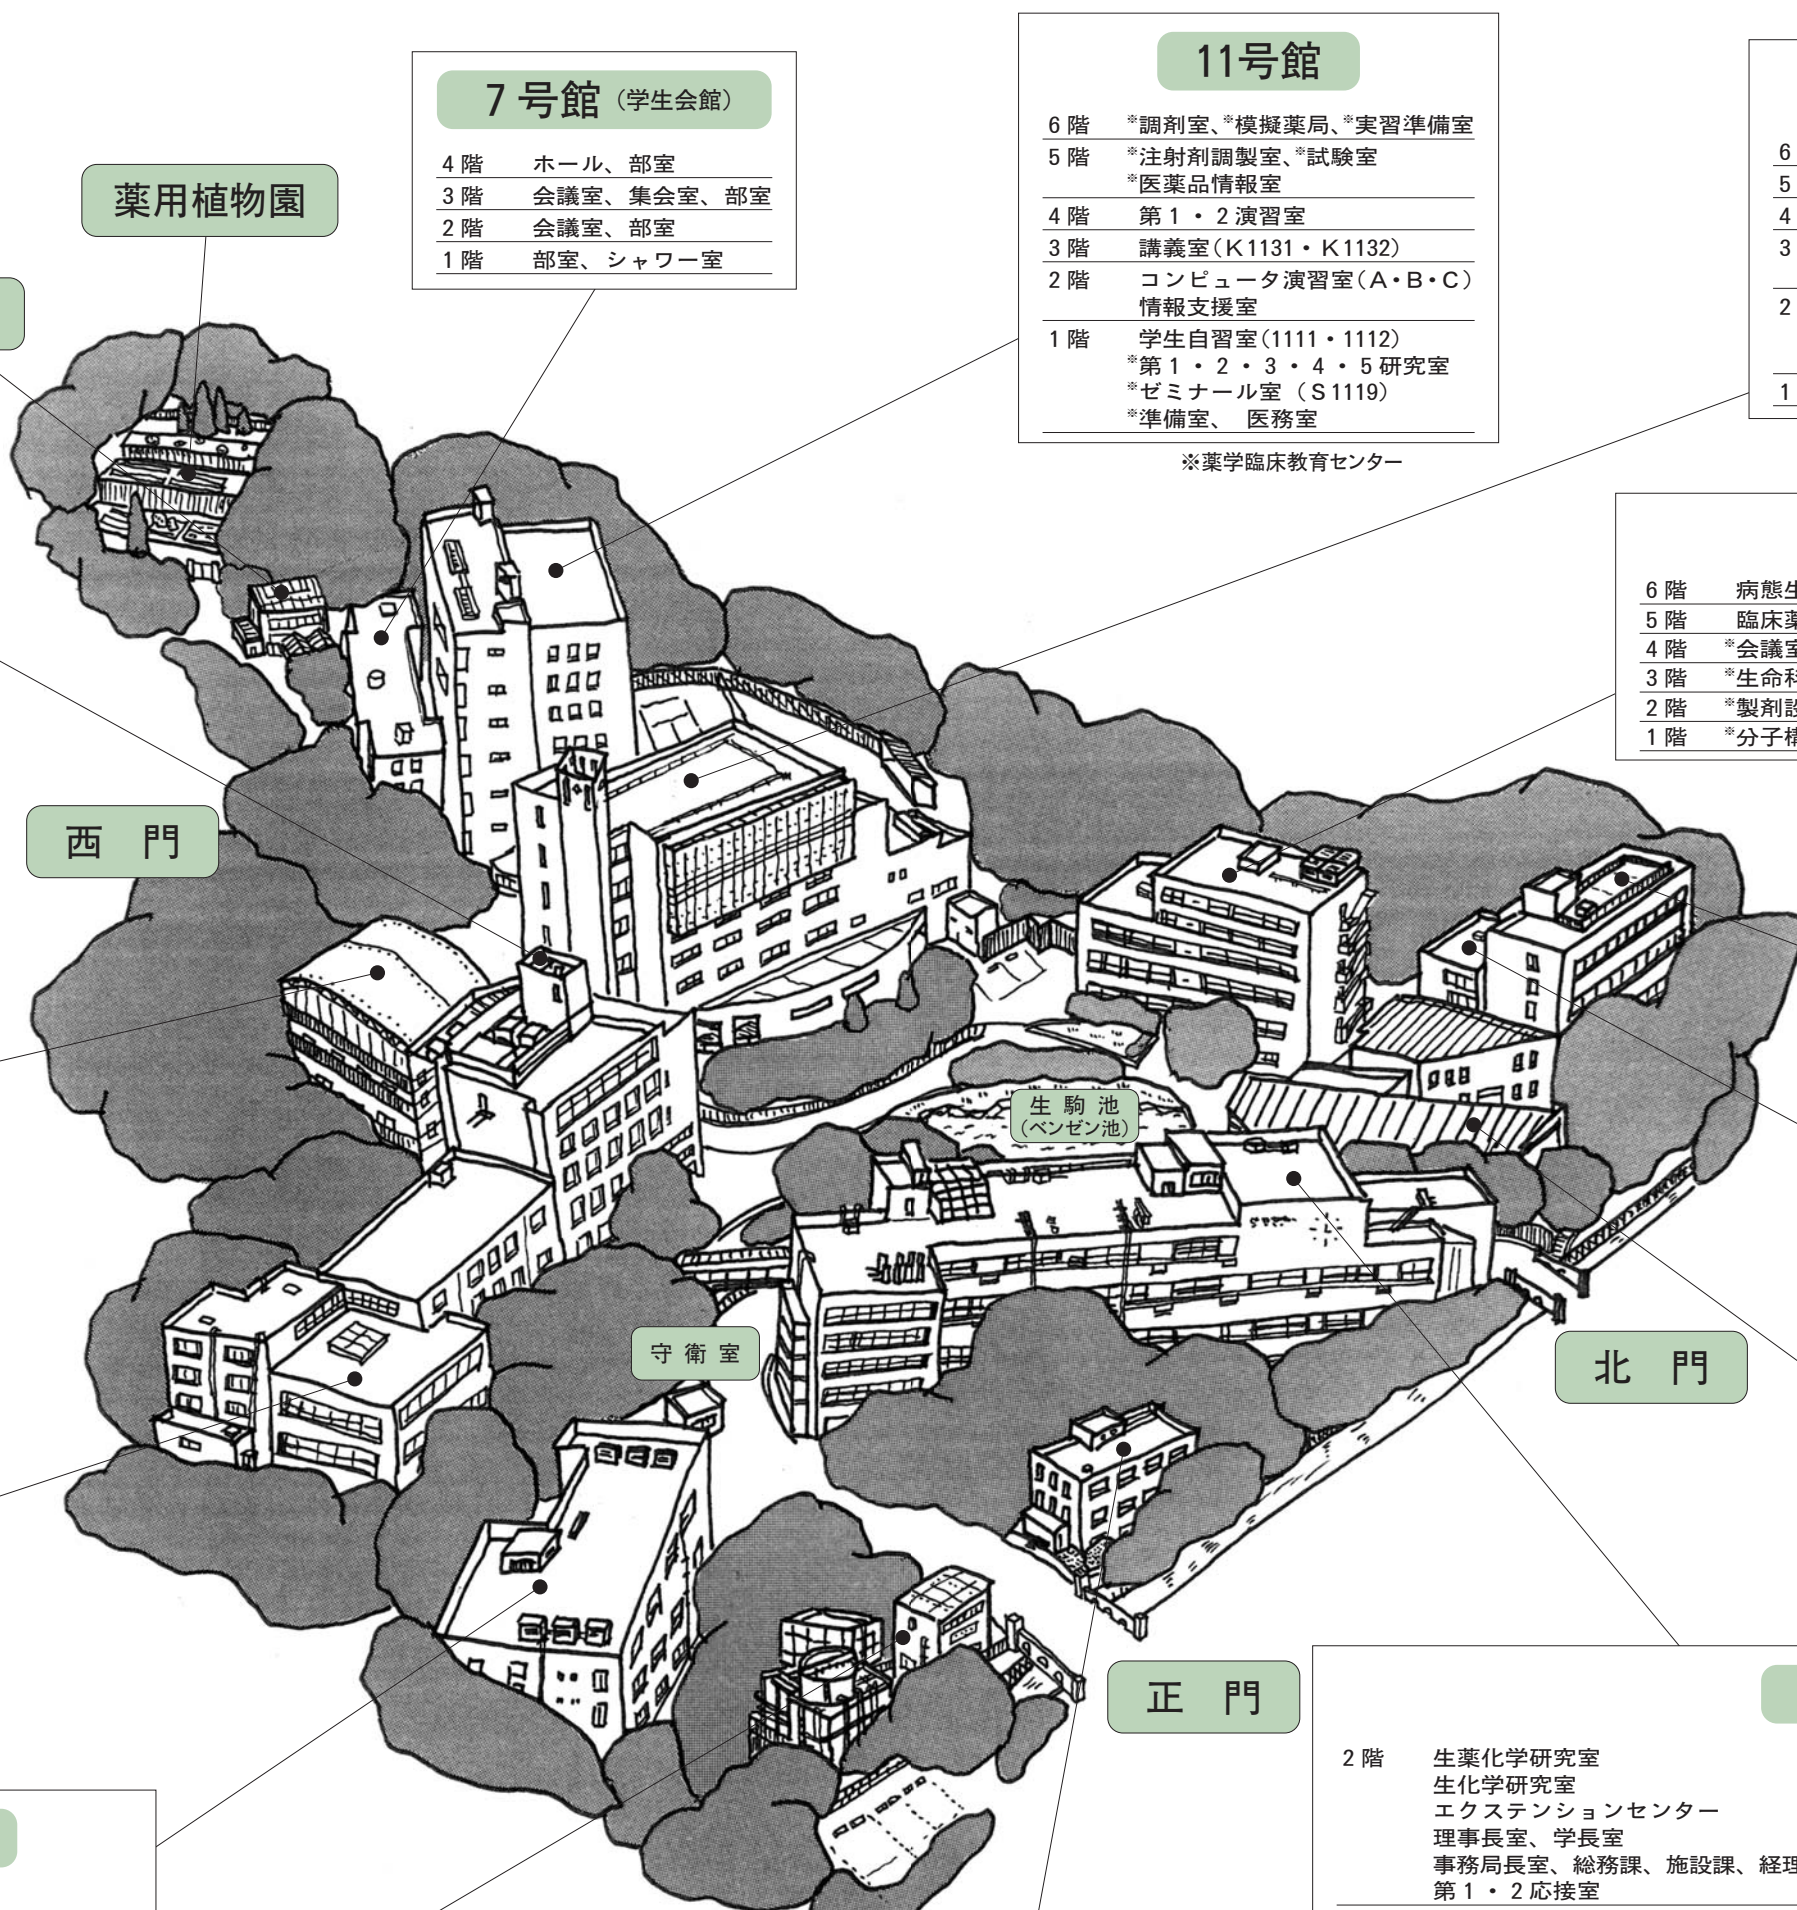 11号館
6階 ※調剤室、※模擬薬局、※実習準備室
5階 ※注射剤調製室、※試験室
※医薬品情報室
4階 第1・2演習室
3階 講義室(K1131・K1132)
2階 コンピュータ演習室(A・B・C)
情報支援室
1階 学生自習室(1111・1112)
※第1・2・3・4・5研究室
※ゼミナール室(S1119)
※準備室、 医務室
※薬学臨床教育センター
7号館(学生会館)
4階 ホール、部室
3階 会議室、集会室、部室
2階 会議室、部室
1階 部室、シャワー室
薬用植物園
6
5
4
3
2
1
6階 病態生
5階 臨床薬
4階 ※会議室
3階 ※生命科
2階 ※製剤設
1階 ※分子構
西 門
生駒池
(ベンゼン池)
守衛室
北 門
正 門
2階 生薬化学研究室
生化学研究室
エクステンションセンター
理事長室、学長室
事務局長室、総務課、施設課、経理
第1・2応接室